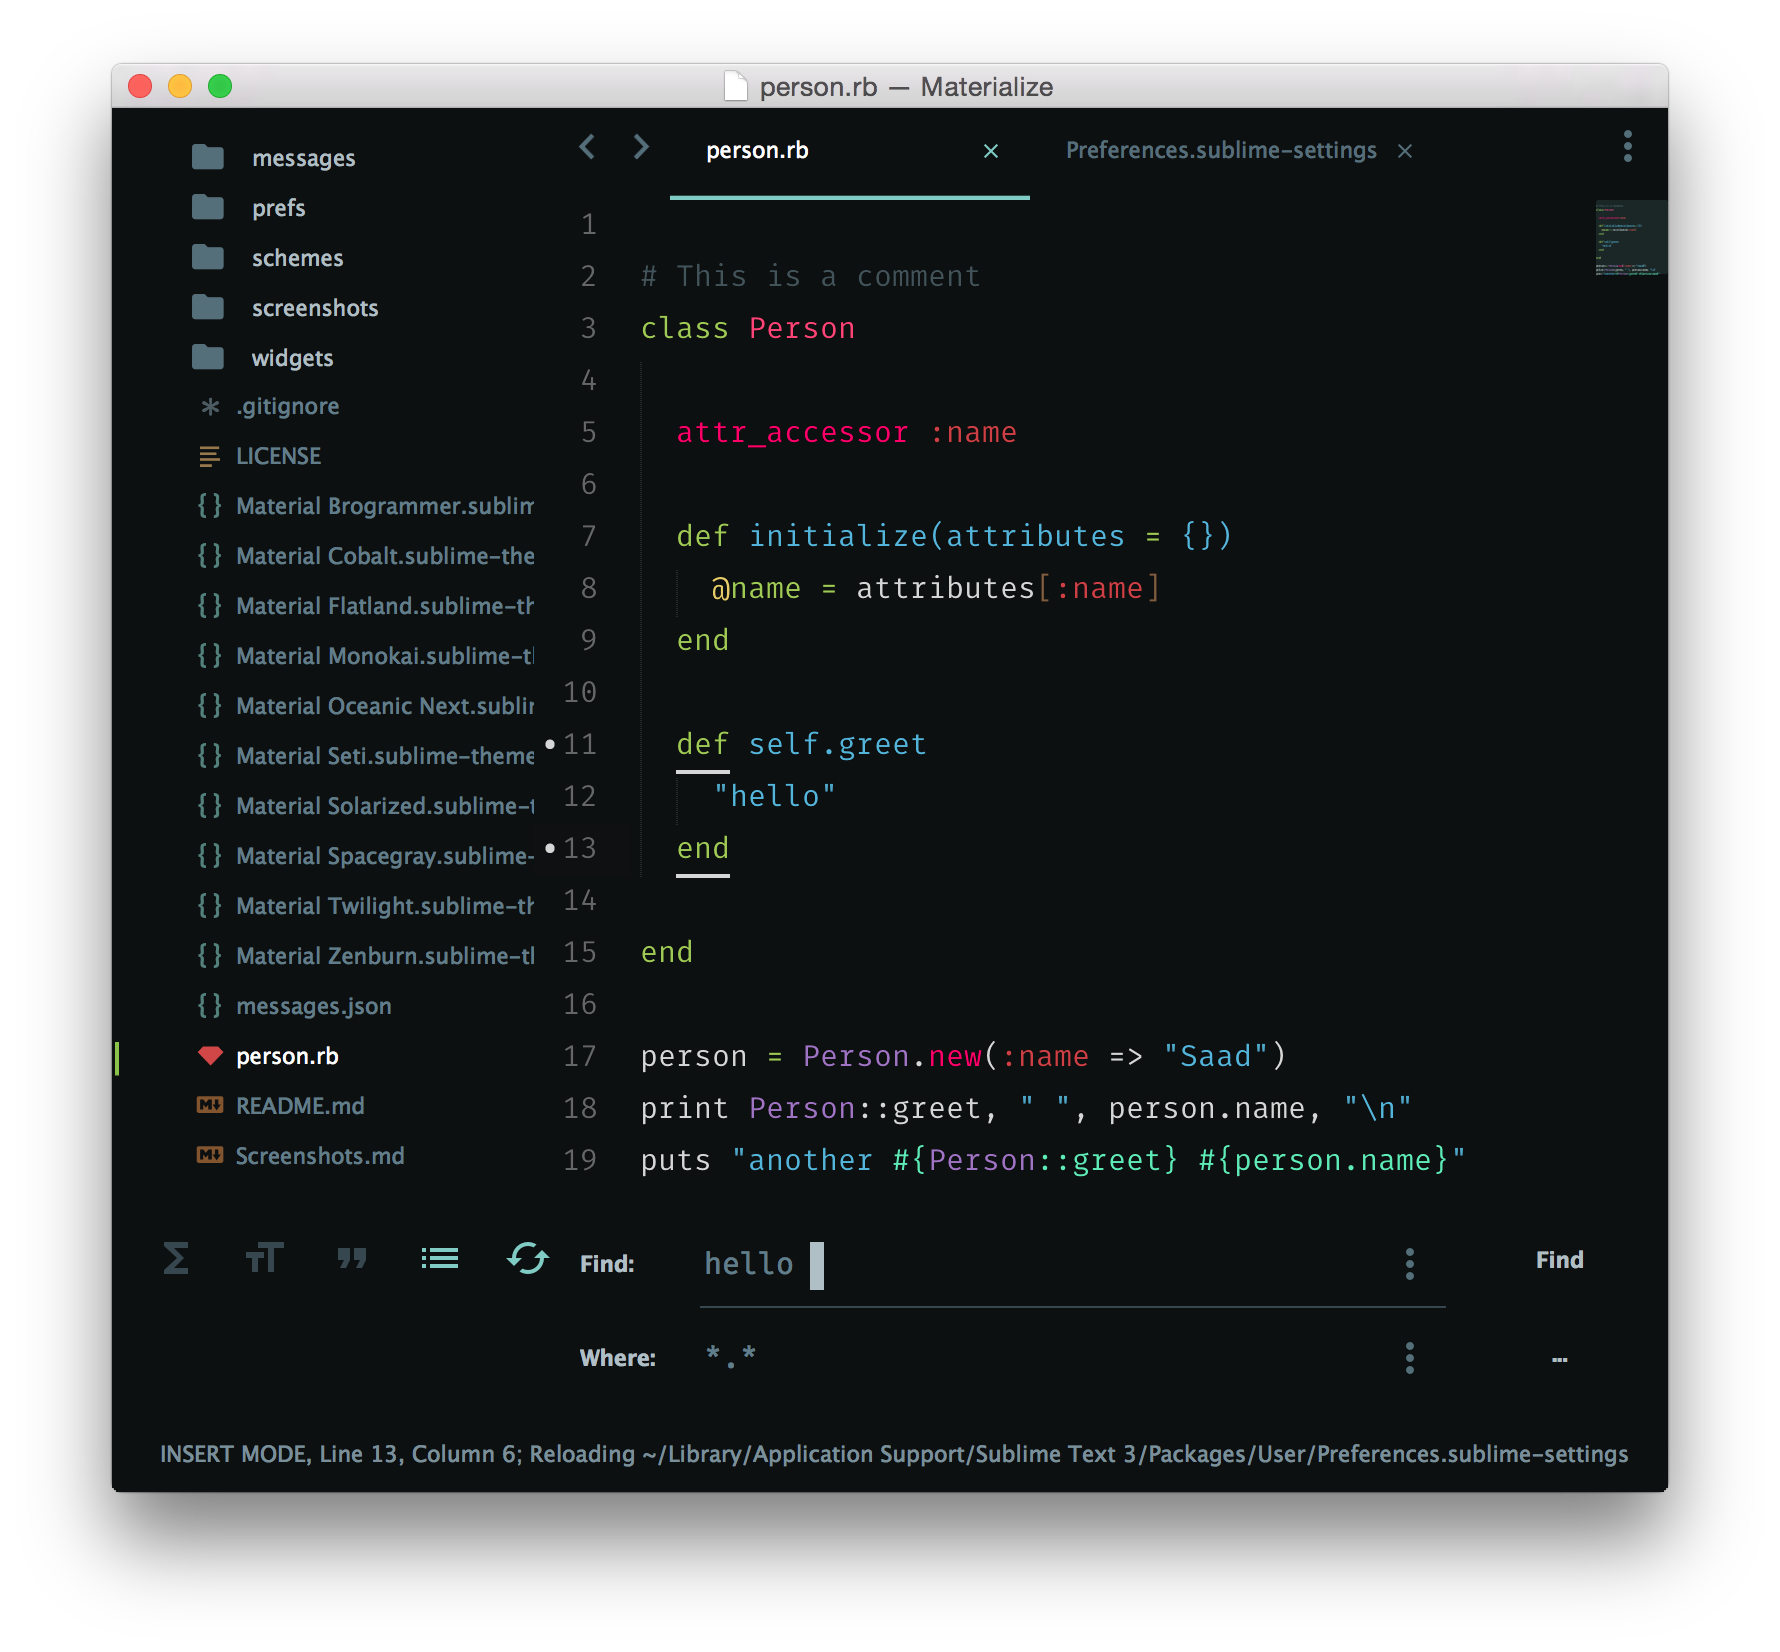 person.rb — Materialize
messages
prefs
schemes
screenshots
widgets
.gitignore
LICENSE
Material Brogrammer.sublim
Material Cobalt.sublime-the
Material Flatland.sublime-th
Material Monokai.sublime-tl
Material Oceanic Next.sublin
Material Seti.sublime-theme
Material Solarized.sublime-t
Material Spacegray.sublime-
Material Twilight.sublime-th
Material Zenburn.sublime-tl
messages.json
person.rb
README.md
Screenshots.md
person.rb × Preferences.sublime-settings ×
1
2 # This is a comment
3 class Person
4
5 attr_accessor :name
6
7 def initialize(attributes = {})
8 @name = attributes[:name]
9 end
10
11 def self.greet
12 "hello"
13 end
14
15 end
16
17 person = Person.new(:name => "Saad")
18 print Person::greet, " ", person.name, "\n"
19 puts "another #{Person::greet} #{person.name}"
Find: hello Find
Where: *.* ...
INSERT MODE, Line 13, Column 6; Reloading ~/Library/Application Support/Sublime Text 3/Packages/User/Preferences.sublime-settings